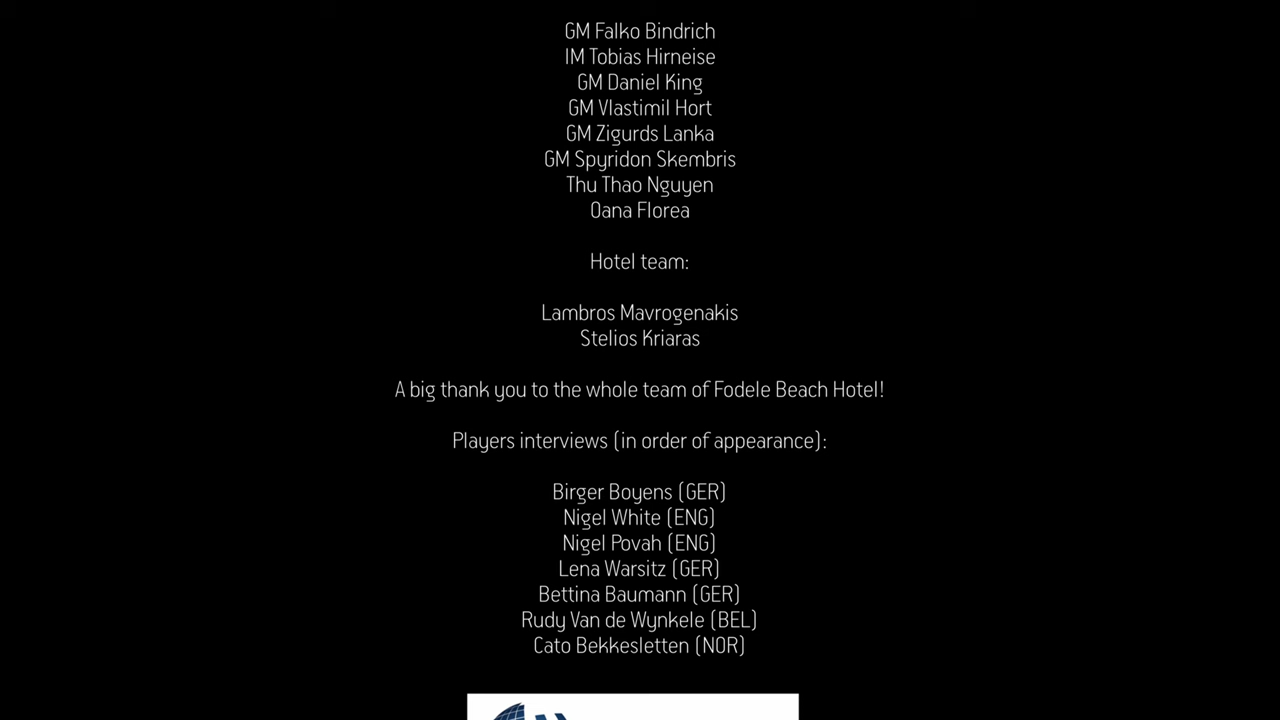 GM Falko Bindrich
IM Tobias Hirneise
GM Daniel King
GM Vlastimil Hort
GM Zigurds Lanka
GM Spyridon Skembris
Thu Thao Nguyen
Oana Florea
Hotel team:
Lambros Mavrogenakis
Stelios Kriaras
A big thank you to the whole team of Fodele Beach Hotel!
Players interviews (in order of appearance):
Birger Boyens (GER)
Nigel White (ENG)
Nigel Povah (ENG)
Lena Warsitz (GER)
Bettina Baumann (GER)
Rudy Van de Wynkele (BEL)
Cato Bekkesletten (NOR)